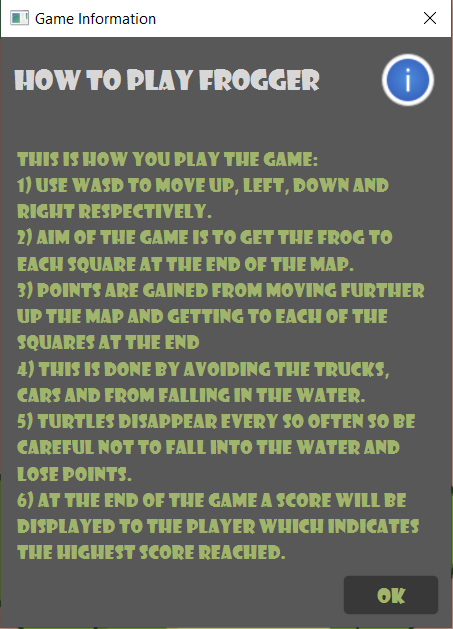 Game Information
HOW TO PLAY FROGGER
THIS IS HOW YOU PLAY THE GAME:
1) USE WASD TO MOVE UP, LEFT, DOWN AND
RIGHT RESPECTIVELY.
2) AIM OF THE GAME IS TO GET THE FROG TO
EACH SQUARE AT THE END OF THE MAP.
3) POINTS ARE GAINED FROM MOVING FURTHER
UP THE MAP AND GETTING TO EACH OF THE
SQUARES AT THE END
4) THIS IS DONE BY AVOIDING THE TRUCKS,
CARS AND FROM FALLING IN THE WATER.
5) TURTLES DISAPPEAR EVERY SO OFTEN SO BE
CAREFUL NOT TO FALL INTO THE WATER AND
LOSE POINTS.
6) AT THE END OF THE GAME A SCORE WILL BE
DISPLAYED TO THE PLAYER WHICH INDICATES
THE HIGHEST SCORE REACHED.
OK